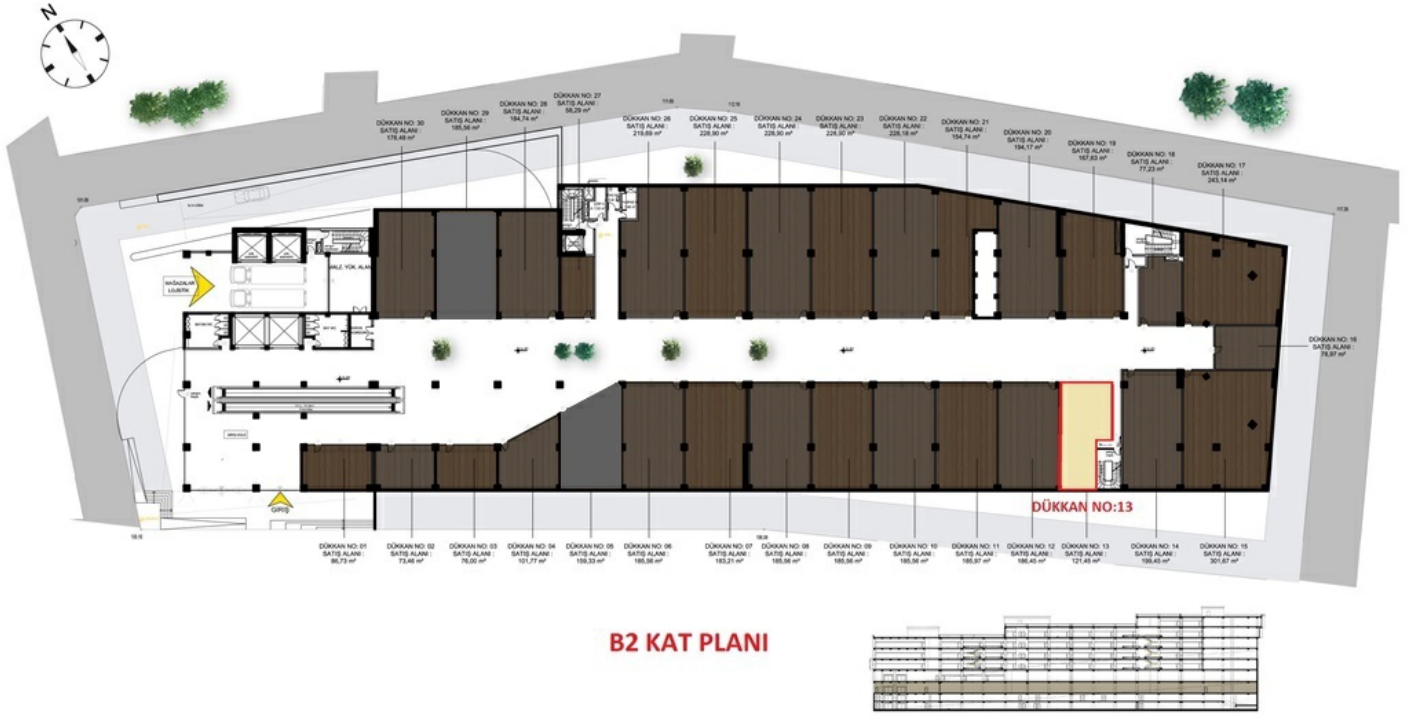 N
DÜKKAN NO: 30
SATIŞ ALANI :
178,48 m²
DÜKKAN NO: 29
SATIŞ ALANI :
185,56 m²
DÜKKAN NO: 28
SATIŞ ALANI :
184,74 m²
DÜKKAN NO: 27
SATIŞ ALANI :
58,29 m²
DÜKKAN NO: 26
SATIŞ ALANI :
219,69 m²
DÜKKAN NO: 25
SATIŞ ALANI :
228,90 m²
DÜKKAN NO: 24
SATIŞ ALANI :
228,90 m²
DÜKKAN NO: 23
SATIŞ ALANI :
228,90 m²
DÜKKAN NO: 22
SATIŞ ALANI :
228,18 m²
DÜKKAN NO: 21
SATIŞ ALANI :
154,74 m²
DÜKKAN NO: 20
SATIŞ ALANI :
194,17 m²
DÜKKAN NO: 19
SATIŞ ALANI :
167,83 m²
DÜKKAN NO: 18
SATIŞ ALANI :
77,23 m²
DÜKKAN NO: 17
SATIŞ ALANI :
243,14 m²
MAĞAZALAR
LOJİSTİK
MALZ. YÜK. ALANI
DÜKKAN NO: 16
SATIŞ ALANI :
78,97 m²
GİRİŞ
DÜKKAN NO:13
DÜKKAN NO: 01
SATIŞ ALANI :
86,73 m²
DÜKKAN NO: 02
SATIŞ ALANI :
73,46 m²
DÜKKAN NO: 03
SATIŞ ALANI :
76,00 m²
DÜKKAN NO: 04
SATIŞ ALANI :
101,77 m²
DÜKKAN NO: 05
SATIŞ ALANI :
159,33 m²
DÜKKAN NO: 06
SATIŞ ALANI :
185,56 m²
DÜKKAN NO: 07
SATIŞ ALANI :
183,21 m²
DÜKKAN NO: 08
SATIŞ ALANI :
185,56 m²
DÜKKAN NO: 09
SATIŞ ALANI :
185,56 m²
DÜKKAN NO: 10
SATIŞ ALANI :
185,56 m²
DÜKKAN NO: 11
SATIŞ ALANI :
185,97 m²
DÜKKAN NO: 12
SATIŞ ALANI :
186,45 m²
DÜKKAN NO: 13
SATIŞ ALANI :
121,45 m²
DÜKKAN NO: 14
SATIŞ ALANI :
199,45 m²
DÜKKAN NO: 15
SATIŞ ALANI :
301,67 m²
B2 KAT PLANI